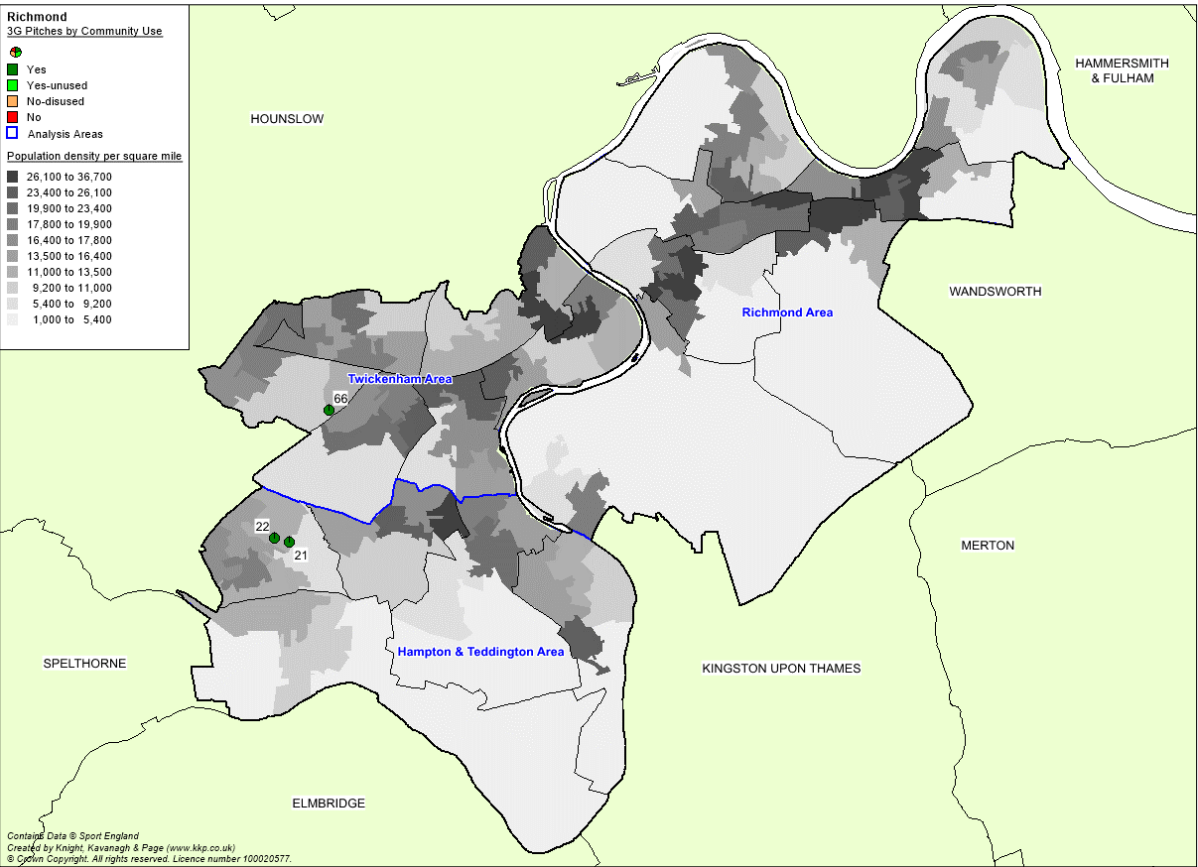 Richmond
3G Pitches by Community Use
Yes
Yes-unused
No-disused
No
Analysis Areas
Population density per square mile
26,100 to 36,700
23,400 to 26,100
19,900 to 23,400
17,800 to 19,900
16,400 to 17,800
13,500 to 16,400
11,000 to 13,500
9,200 to 11,000
5,400 to 9,200
1,000 to 5,400
HOUNSLOW
HAMMERSMITH
& FULHAM
WANDSWORTH
Richmond Area
Twickenham Area
66
22
21
MERTON
Hampton & Teddington Area
SPELTHORNE
KINGSTON UPON THAMES
ELMBRIDGE
Contains Data © Sport England
Created by Knight, Kavanagh & Page (www.kkp.co.uk)
© Crown Copyright. All rights reserved. Licence number 100020577.